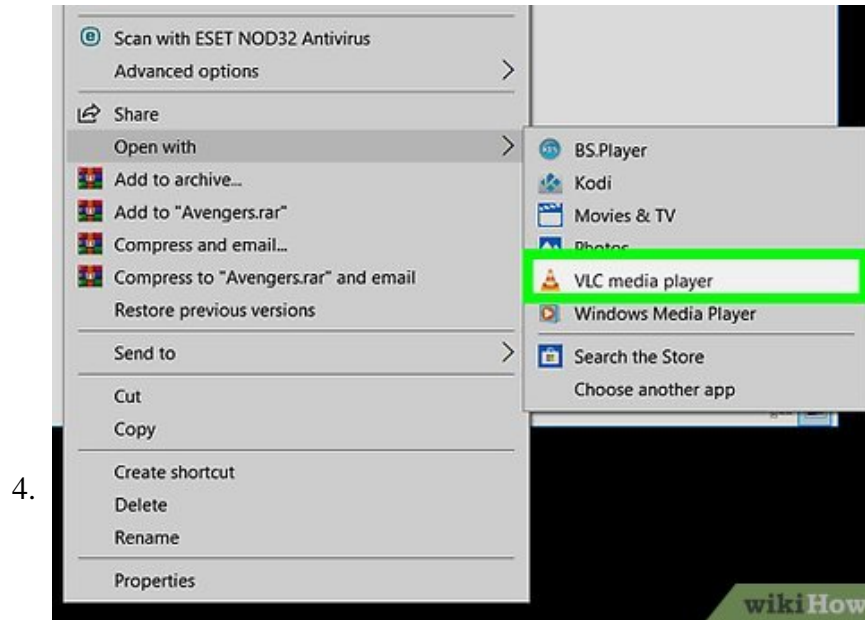 Scan with ESET NOD32 Antivirus
Advanced options
Share
Open with
Add to archive...
Add to "Avengers.rar"
Compress and email...
Compress to "Avengers.rar" and email
Restore previous versions
Send to
Cut
Copy
Create shortcut
Delete
Rename
Properties
BS.Player
Kodi
Movies & TV
Photos
VLC media player
Windows Media Player
Search the Store
Choose another app
4.
wikiHow